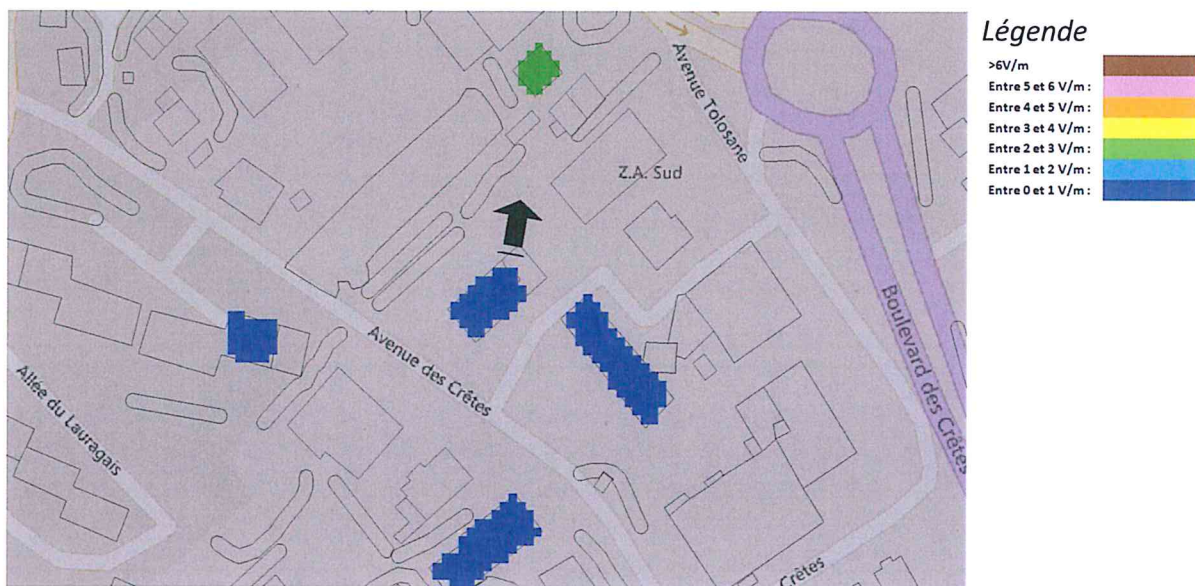 Légende
>6V/m
Entre 5 et 6 V/m :
Entre 4 et 5 V/m :
Entre 3 et 4 V/m :
Entre 2 et 3 V/m :
Entre 1 et 2 V/m :
Entre 0 et 1 V/m :
Avenue Tolosane
Z.A. Sud
Boulevard des Crêtes
Avenue des Crêtes
Allée du Lauragais
Crêtes